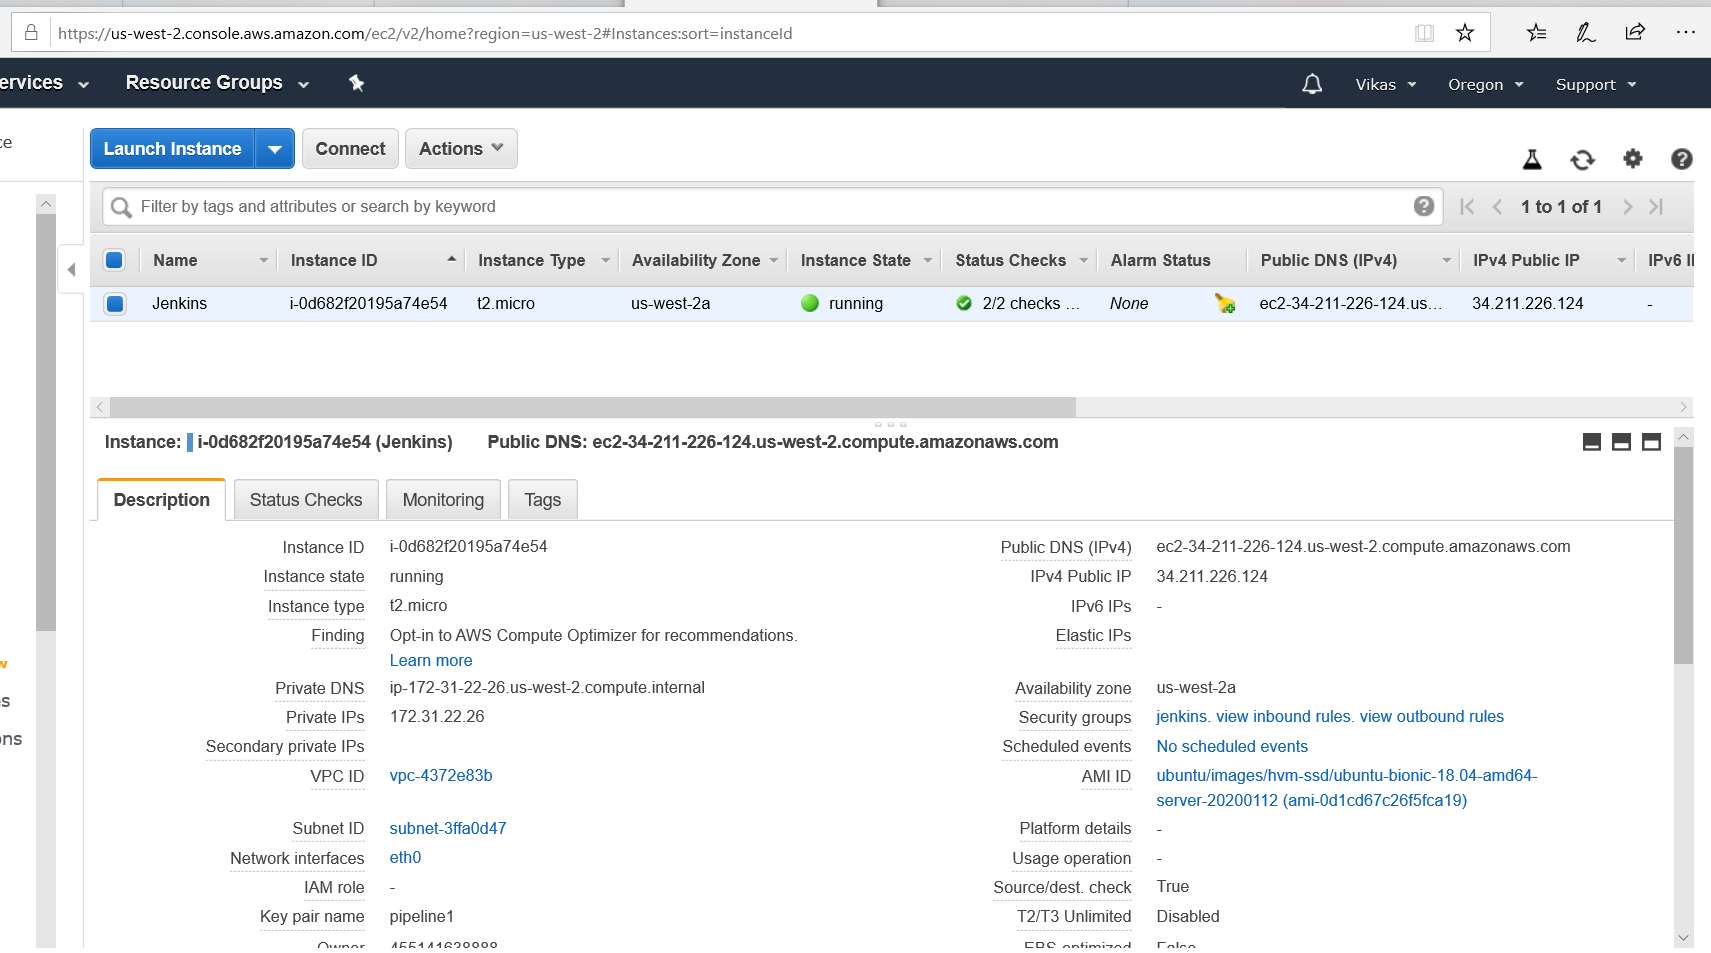 https://us-west-2.console.aws.amazon.com/ec2/v2/home?region=us-west-2#Instances:sort=instanceId
ervices Resource Groups Vikas Oregon Support
ce
Launch Instance Connect Actions
Filter by tags and attributes or search by keyword 1 to 1 of 1
Name Instance ID Instance Type Availability Zone Instance State Status Checks Alarm Status Public DNS (IPv4) IPv4 Public IP IPv6 I
Jenkins i-0d682f20195a74e54 t2.micro us-west-2a running 2/2 checks ... None ec2-34-211-226-124.us... 34.211.226.124 -
Instance: i-0d682f20195a74e54 (Jenkins) Public DNS: ec2-34-211-226-124.us-west-2.compute.amazonaws.com
Description Status Checks Monitoring Tags
Instance ID i-0d682f20195a74e54 Public DNS (IPv4) ec2-34-211-226-124.us-west-2.compute.amazonaws.com
Instance state running IPv4 Public IP 34.211.226.124
Instance type t2.micro IPv6 IPs -
Finding Opt-in to AWS Compute Optimizer for recommendations. Elastic IPs
Learn more
w
Private DNS ip-172-31-22-26.us-west-2.compute.internal Availability zone us-west-2a
s
Private IPs 172.31.22.26 Security groups jenkins. view inbound rules. view outbound rules
ons
Secondary private IPs Scheduled events No scheduled events
VPC ID vpc-4372e83b AMI ID ubuntu/images/hvm-ssd/ubuntu-bionic-18.04-amd64-
server-20200112 (ami-0d1cd67c26f5fca19)
Subnet ID subnet-3ffa0d47 Platform details -
Network interfaces eth0 Usage operation -
IAM role - Source/dest. check True
Key pair name pipeline1 T2/T3 Unlimited Disabled
Owner 455141638888 EBS-optimized False